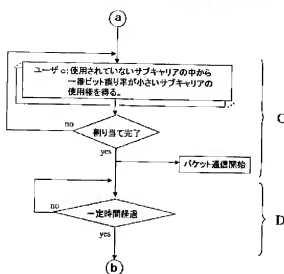 a
ユーザc:使用されていないサブキャリアの中から
一番ビット誤り率が小さいサブキャリアの
使用権を得る。
no
割り当て完了
yes
パケット通信開始
C
no
一定時間経過
yes
D
b